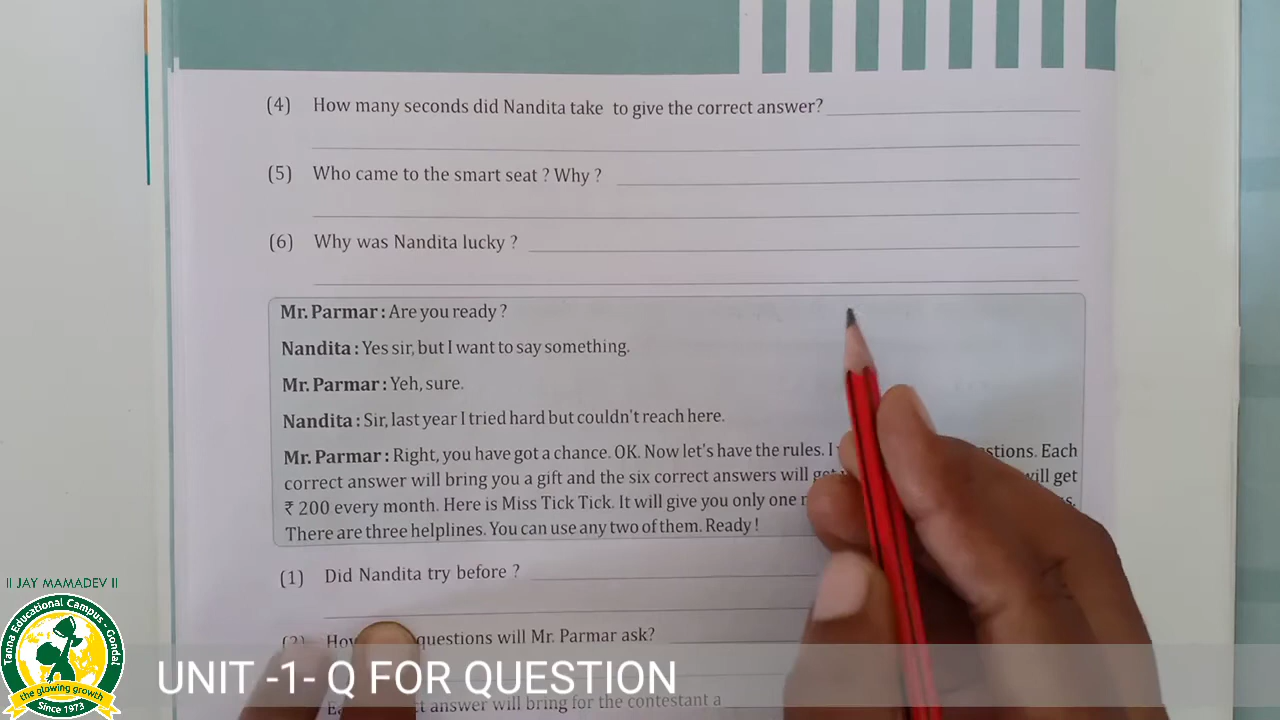 (4) How many seconds did Nandita take to give the correct answer?
(5) Who came to the smart seat ? Why ?
(6) Why was Nandita lucky ?
Mr. Parmar : Are you ready ?
Nandita : Yes sir, but I want to say something.
Mr. Parmar : Yeh, sure.
Nandita : Sir, last year I tried hard but couldn't reach here.
Mr. Parmar : Right, you have got a chance. OK. Now let's have the rules. I Each
correct answer will bring you a gift and the six correct answers will get
₹ 200 every month. Here is Miss Tick Tick. It will give you only one
There are three helplines. You can use any two of them. Ready !
(1) Did Nandita try before ?
questions will Mr. Parmar ask?
answer will bring for the contestant a
II JAY MAMADEV II
Tanna Educational Campus - Gondal
the glowing growth
Since 1973
UNIT -1- Q FOR QUESTION